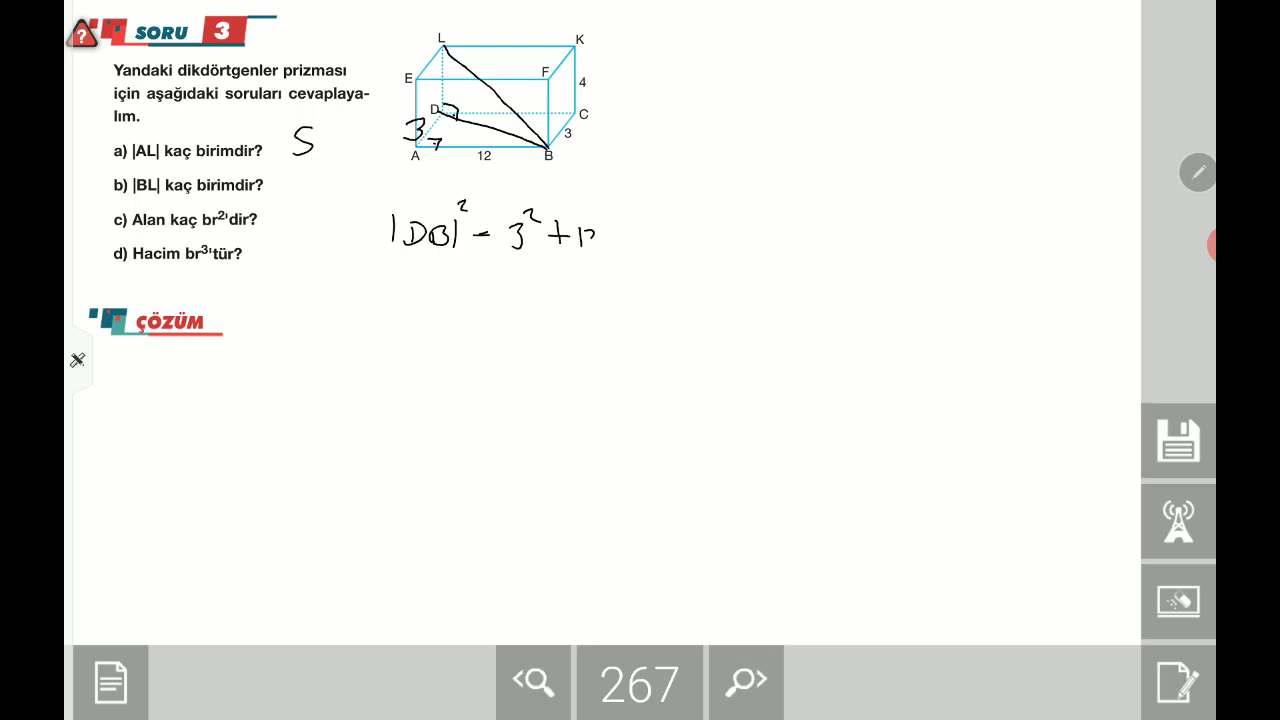 SORU 3
Yandaki dikdörtgenler prizması
için aşağıdaki soruları cevaplaya-
lım.
a) |AL| kaç birimdir? 5
b) |BL| kaç birimdir?
c) Alan kaç br²'dir?
d) Hacim br³'tür?
L
K
E
F
4
D
C
3
3
A
12
B
|DB|² = 3² + 12
ÇÖZÜM
267